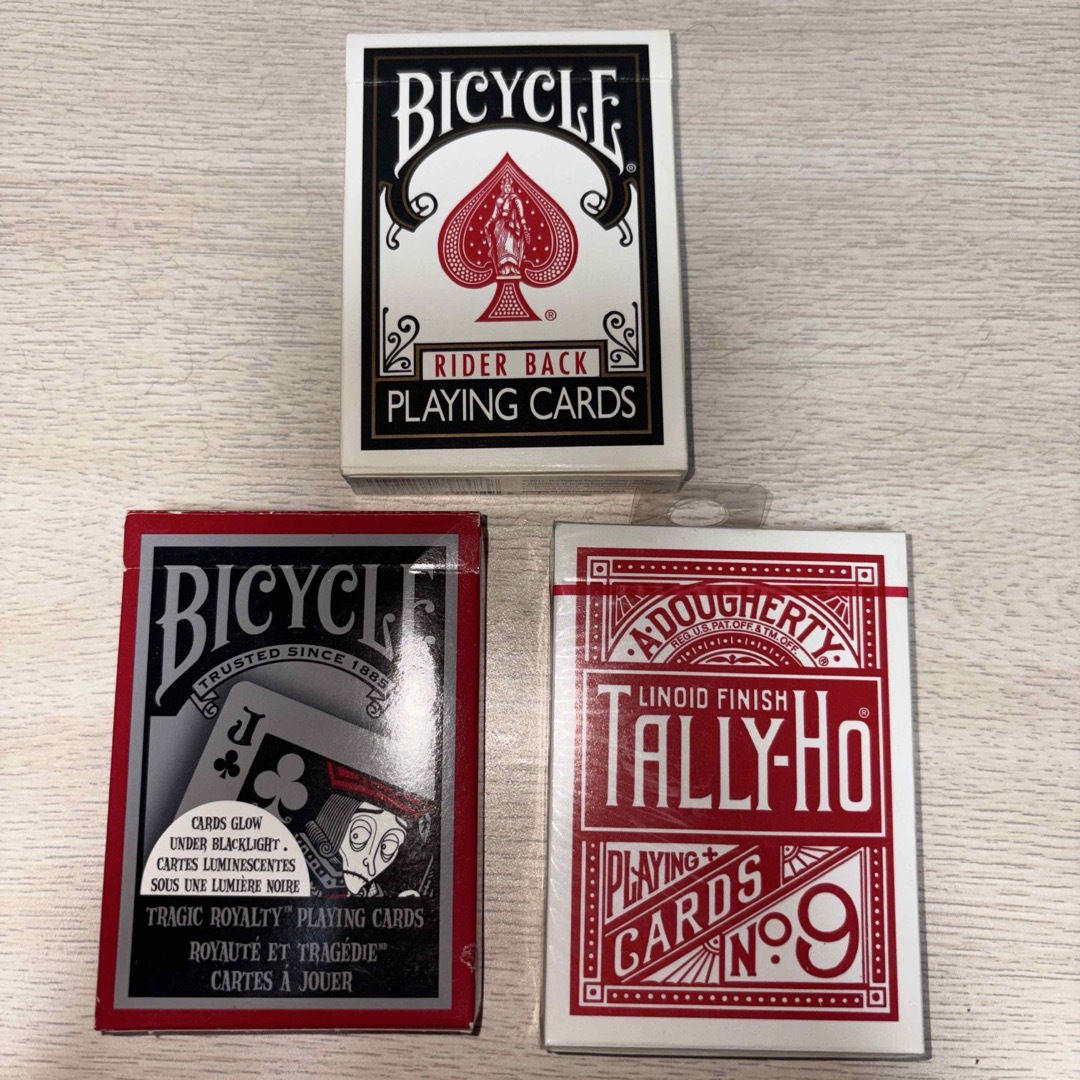 BICYCLE®
®
RIDER BACK
PLAYING CARDS
BICYCLE
TRUSTED SINCE 1885
J
CARDS GLOW
UNDER BLACKLIGHT.
CARTES LUMINESCENTES
SOUS UNE LUMIÈRE NOIRE
TRAGIC ROYALTY™ PLAYING CARDS
ROYAUTÉ ET TRAGÉDIE ᴹᴰ
CARTES À JOUER
A·DOUGHERTY®
REG. U.S. PAT. OFF. & TM. OFF.
LINOID FINISH
TALLY-HO®
PLAYING
CARDS
No. 9